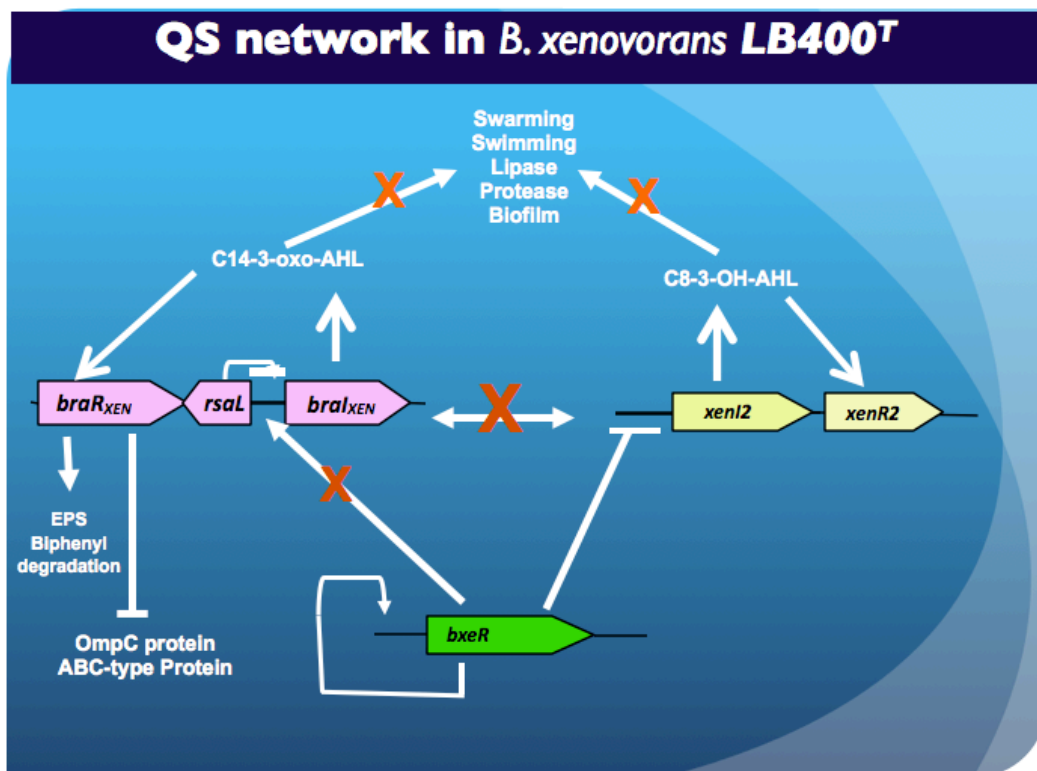 QS network in B. xenovorans LB400T
Swarming
Swimming
Lipase
Protease
Biofilm
X
X
C14-3-oxo-AHL
C8-3-OH-AHL
braRXEN
rsaL
braIXEN
X
xenI2
xenR2
X
EPS
Biphenyl
degradation
OmpC protein
ABC-type Protein
bxeR